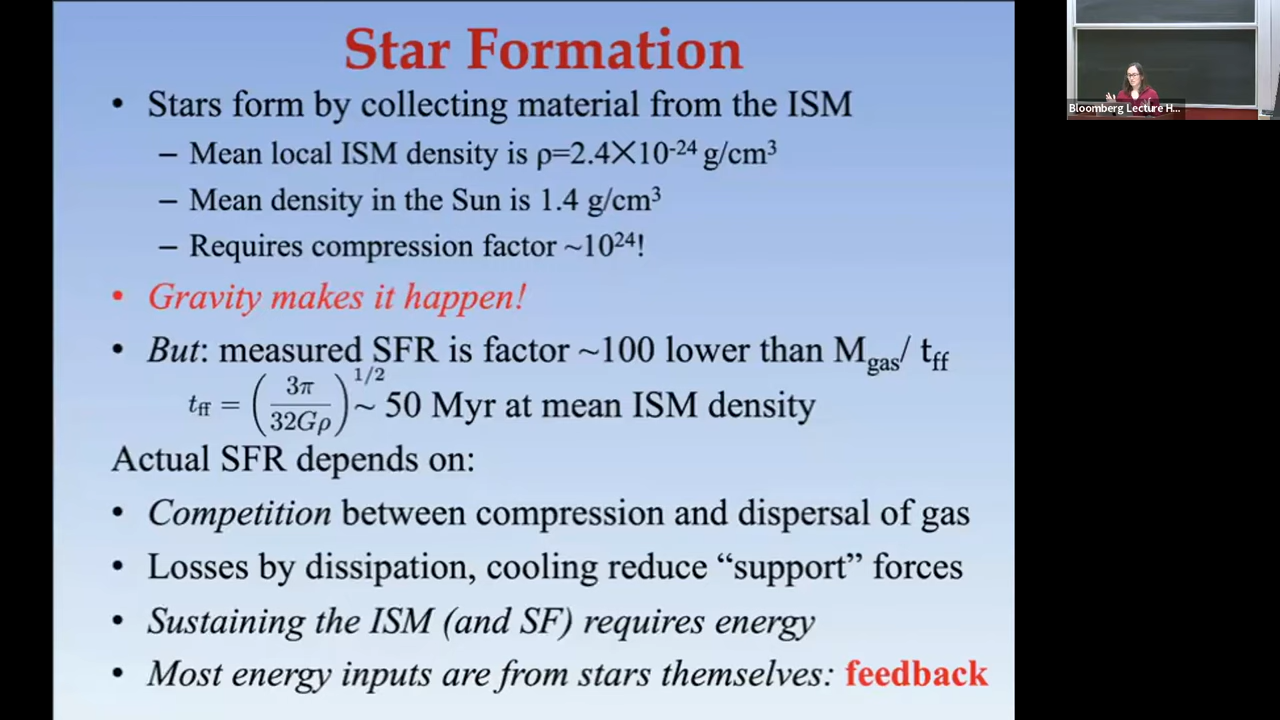 Star Formation
• Stars form by collecting material from the ISM
– Mean local ISM density is ρ=2.4×10⁻²⁴ g/cm³
– Mean density in the Sun is 1.4 g/cm³
– Requires compression factor ~10²⁴!
• Gravity makes it happen!
• But: measured SFR is factor ~100 lower than M_gas/ t_ff
t_ff = (3π / 32Gρ)^1/2 ~ 50 Myr at mean ISM density
Actual SFR depends on:
• Competition between compression and dispersal of gas
• Losses by dissipation, cooling reduce “support” forces
• Sustaining the ISM (and SF) requires energy
• Most energy inputs are from stars themselves: feedback
Bloomberg Lecture H...